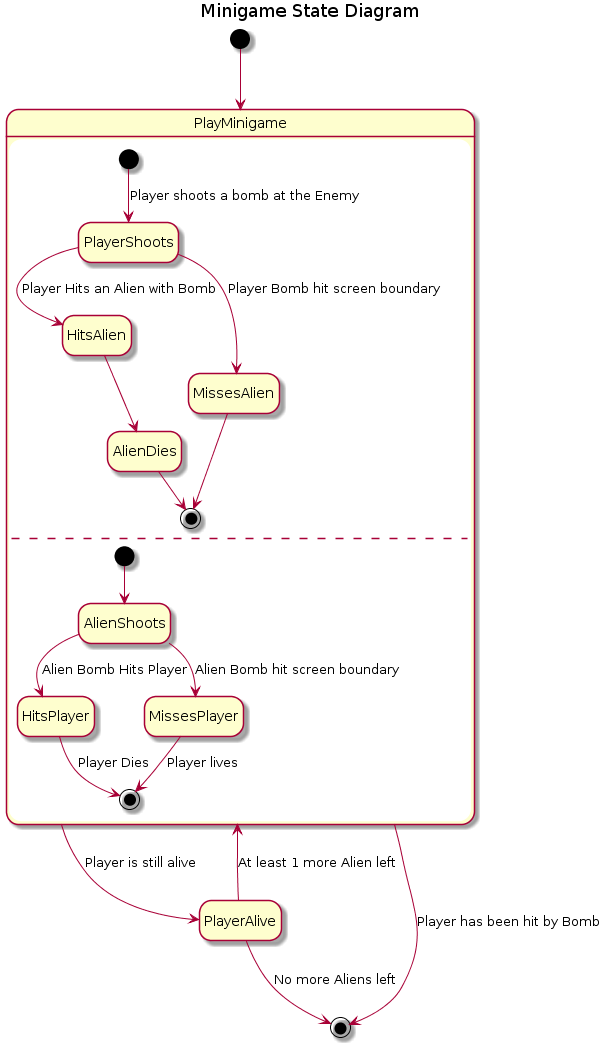 Minigame State Diagram
PlayMinigame
Player shoots a bomb at the Enemy
PlayerShoots
Player Hits an Alien with Bomb
Player Bomb hit screen boundary
HitsAlien
MissesAlien
AlienDies
AlienShoots
Alien Bomb Hits Player
Alien Bomb hit screen boundary
HitsPlayer
MissesPlayer
Player Dies
Player lives
Player is still alive
At least 1 more Alien left
PlayerAlive
Player has been hit by Bomb
No more Aliens left